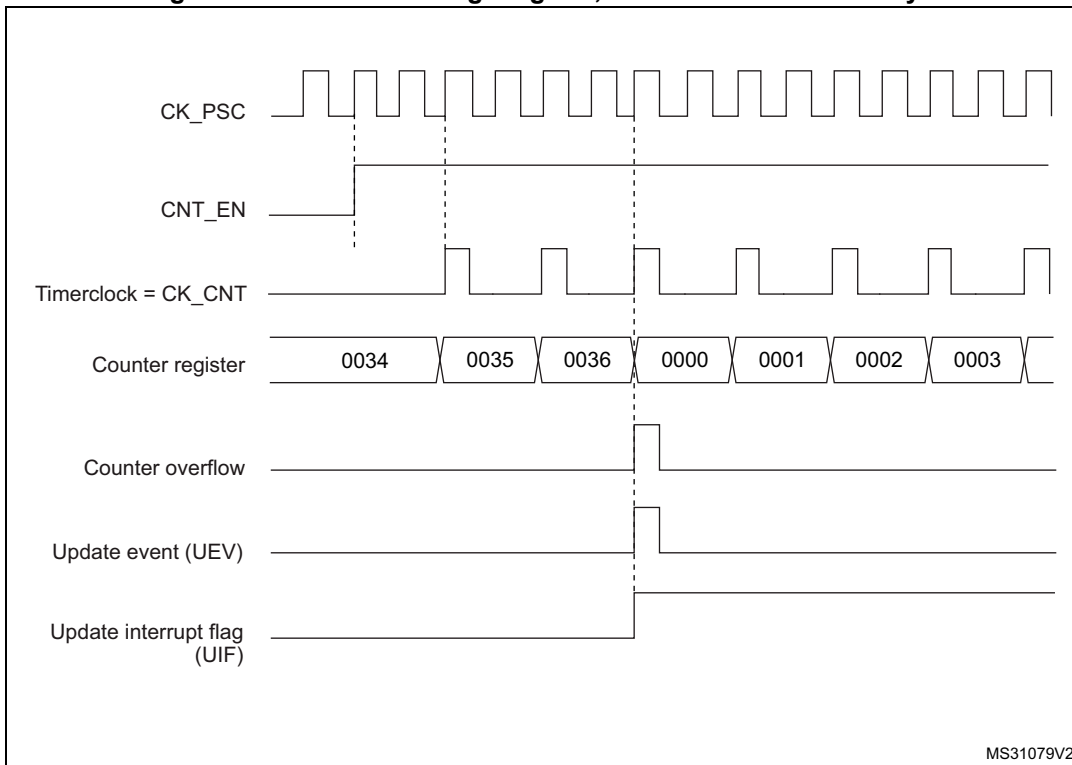 CK_PSC
CNT_EN
Timerclock = CK_CNT
Counter register 0034 0035 0036 0000 0001 0002 0003
Counter overflow
Update event (UEV)
Update interrupt flag
(UIF)
MS31079V2